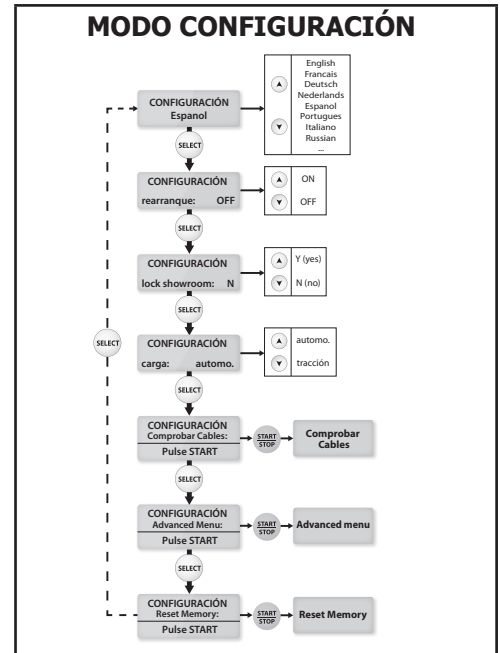 MODO CONFIGURACIÓN
CONFIGURACIÓN
Espanol
English
Francais
Deutsch
Nederlands
Espanol
Portugues
Italiano
Russian
...
SELECT
CONFIGURACIÓN
rearranque: OFF
ON
OFF
SELECT
CONFIGURACIÓN
lock showroom: N
Y (yes)
N (no)
SELECT
SELECT
CONFIGURACIÓN
carga: automo.
automo.
tracción
SELECT
CONFIGURACIÓN
Comprobar Cables:
Pulse START
START
STOP
Comprobar
Cables
SELECT
CONFIGURACIÓN
Advanced Menu:
Pulse START
START
STOP
Advanced menu
SELECT
CONFIGURACIÓN
Reset Memory:
Pulse START
START
STOP
Reset Memory